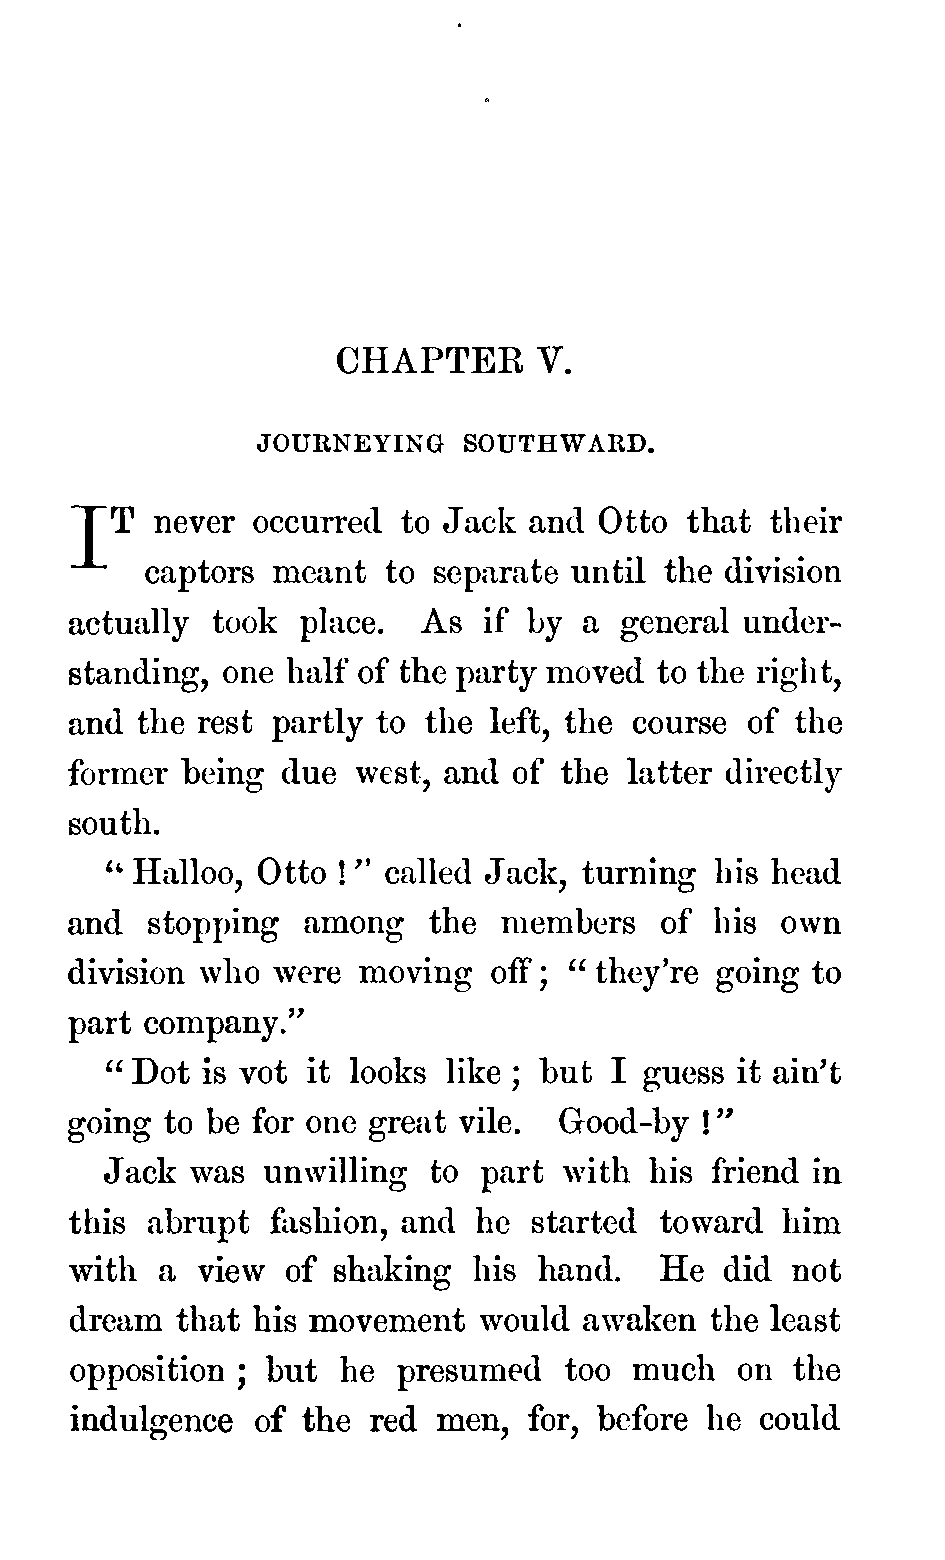 CHAPTER V.
JOURNEYING SOUTHWARD.
IT never occurred to Jack and Otto that their
captors meant to separate until the division
actually took place. As if by a general under-
standing, one half of the party moved to the right,
and the rest partly to the left, the course of the
former being due west, and of the latter directly
south.
“Halloo, Otto!” called Jack, turning his head
and stopping among the members of his own
division who were moving off; “they’re going to
part company.”
“Dot is vot it looks like; but I guess it ain’t
going to be for one great vile. Good-by!”
Jack was unwilling to part with his friend in
this abrupt fashion, and he started toward him
with a view of shaking his hand. He did not
dream that his movement would awaken the least
opposition; but he presumed too much on the
indulgence of the red men, for, before he could